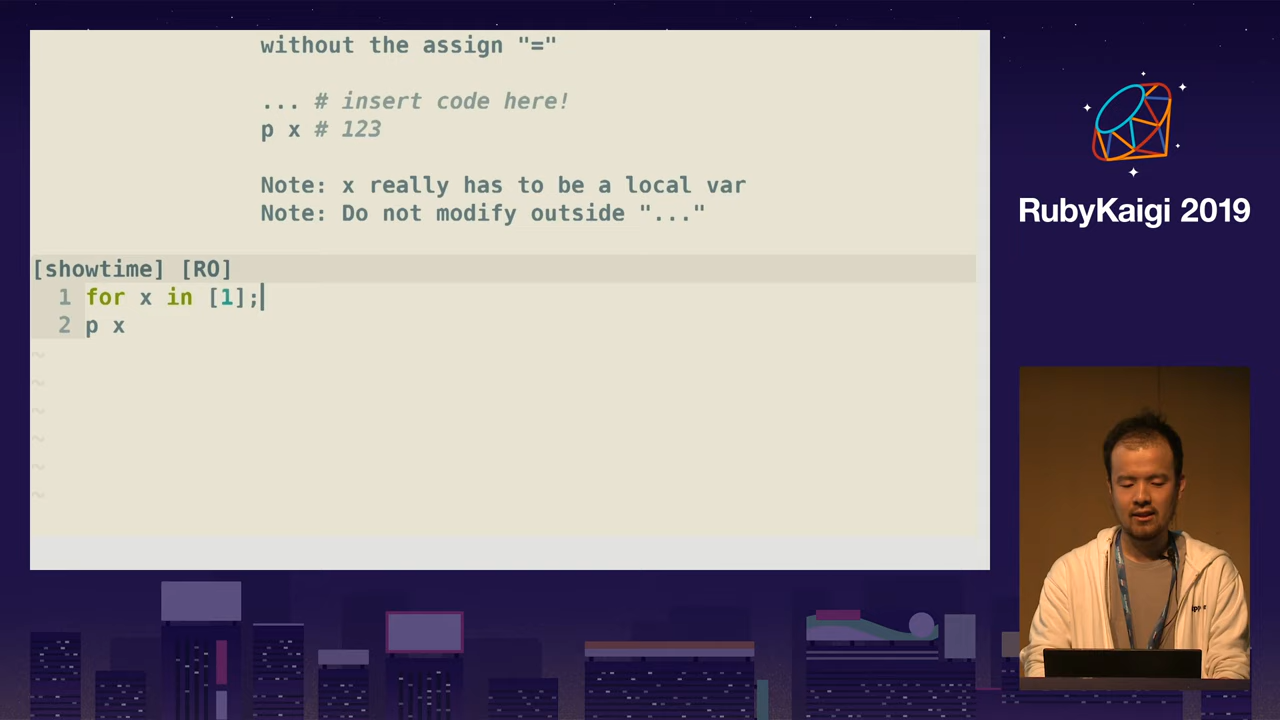 without the assign "="
... # insert code here!
p x # 123
Note: x really has to be a local var
Note: Do not modify outside "..."
[showtime] [RO]
1 for x in [1];
2 p x
~
~
~
~
~
~
RubyKaigi 2019